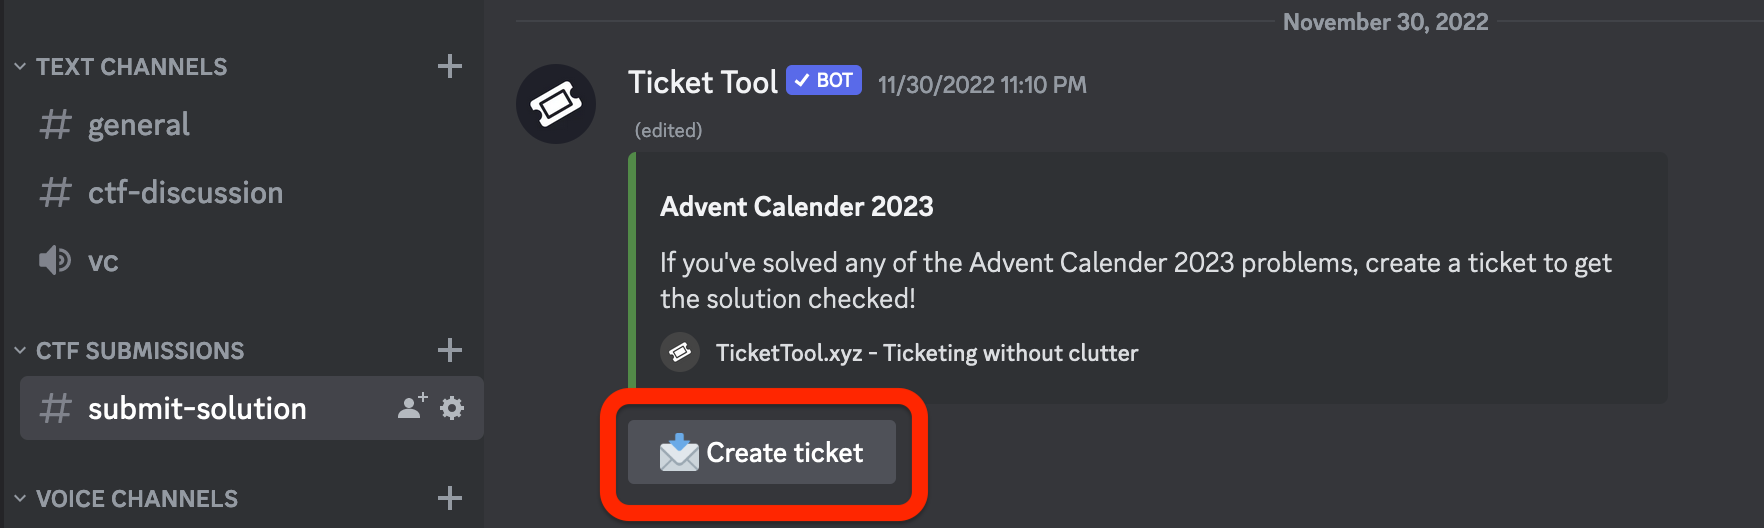 TEXT CHANNELS
general
ctf-discussion
vc
CTF SUBMISSIONS
submit-solution
VOICE CHANNELS
November 30, 2022
Ticket Tool BOT 11/30/2022 11:10 PM
(edited)
Advent Calender 2023
If you've solved any of the Advent Calender 2023 problems, create a ticket to get
the solution checked!
TicketTool.xyz - Ticketing without clutter
Create ticket